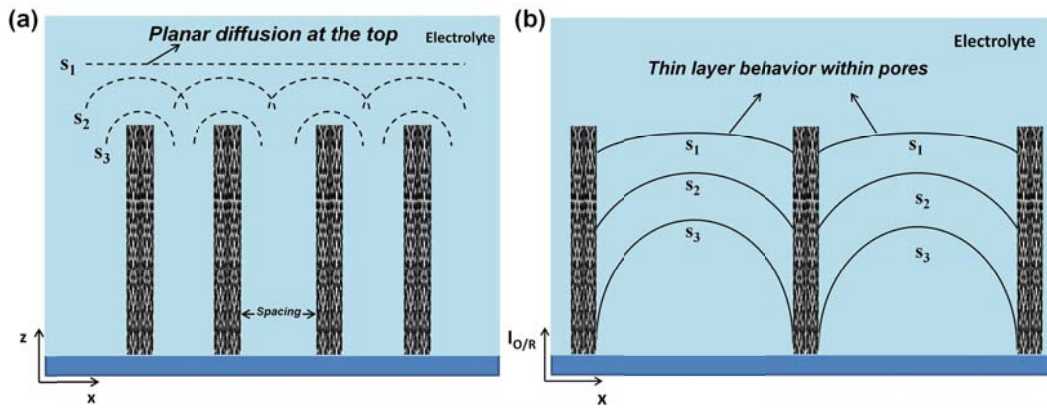 (a)
Planar diffusion at the top
Electrolyte
s1
s2
s3
Spacing
z
x
(b)
Electrolyte
Thin layer behavior within pores
s1
s1
s2
s2
s3
s3
IO/R
x